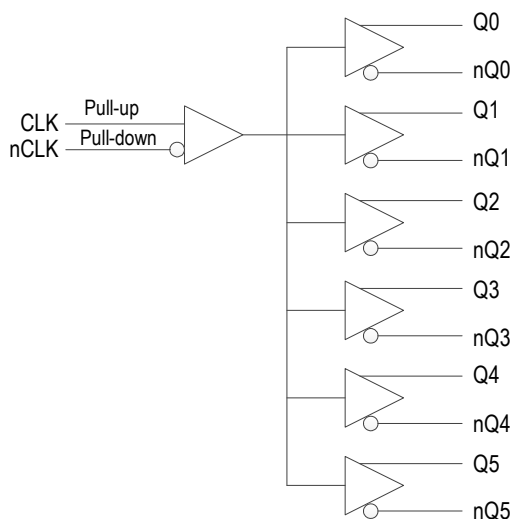 Q0
nQ0
Pull-up
CLK
Pull-down
nCLK
Q1
nQ1
Q2
nQ2
Q3
nQ3
Q4
nQ4
Q5
nQ5